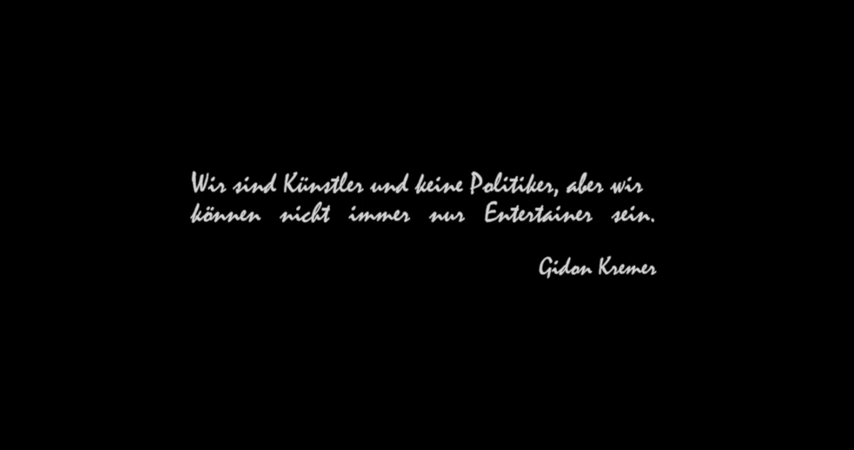 Wir sind Künstler und keine Politiker, aber wir
können nicht immer nur Entertainer sein.
Gidon Kremer